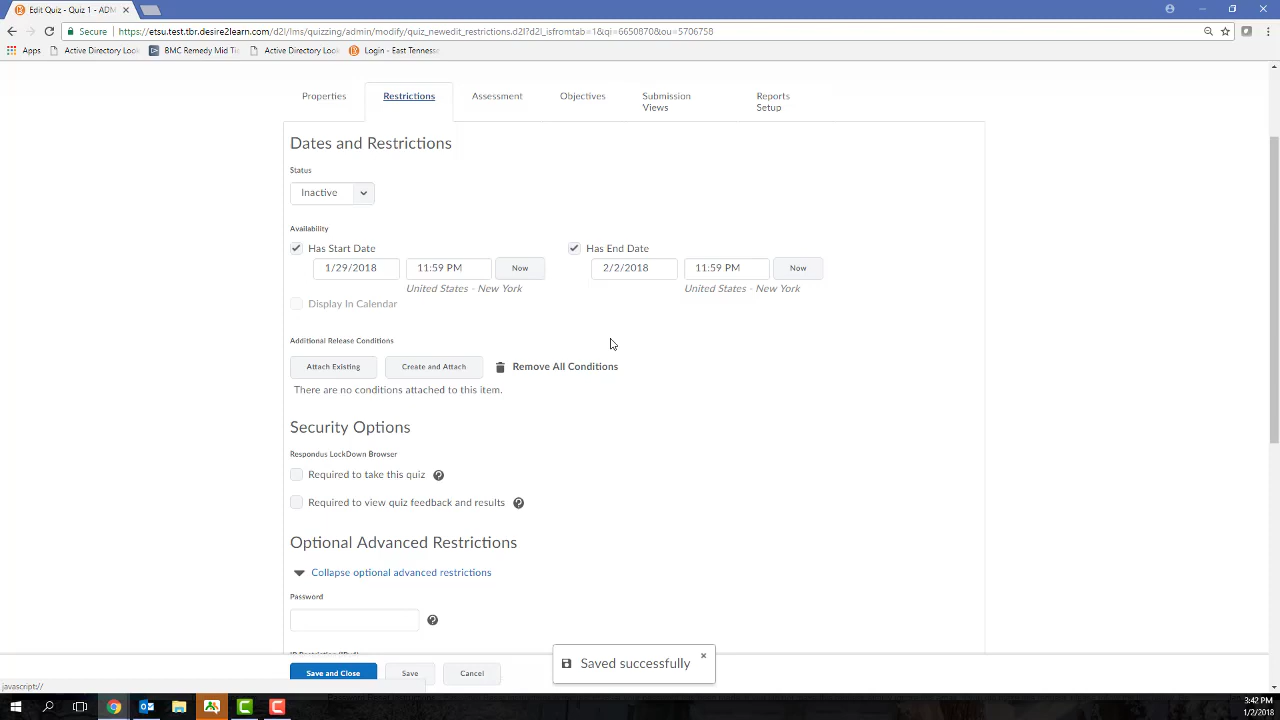 Edit Quiz - Quiz 1 - ADM
Secure
https://etsu.test.tbr.desire2learn.com/d2l/lms/quizzing/admin/modify/quiz_newedit_restrictions.d2l?d2l_isfromtab=1&qi=6650870&ou=5706758
Apps
Active Directory Look
BMC Remedy Mid Tie
Active Directory Look
Login - East Tennesse
Properties
Restrictions
Assessment
Objectives
Submission Views
Reports Setup
Dates and Restrictions
Status
Inactive
Availability
Has Start Date
Has End Date
1/29/2018
11:59 PM
Now
2/2/2018
11:59 PM
Now
United States - New York
United States - New York
Display In Calendar
Additional Release Conditions
Attach Existing
Create and Attach
Remove All Conditions
There are no conditions attached to this item.
Security Options
Respondus LockDown Browser
Required to take this quiz
Required to view quiz feedback and results
Optional Advanced Restrictions
Collapse optional advanced restrictions
Password
Saved successfully
Save and Close
Save
Cancel
javascript://
3:42 PM
1/2/2018